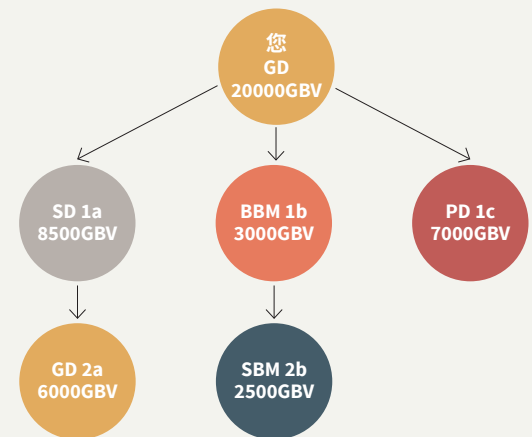 您
GD
20000GBV
SD 1a
8500GBV
BBM 1b
3000GBV
PD 1c
7000GBV
GD 2a
6000GBV
SBM 2b
2500GBV